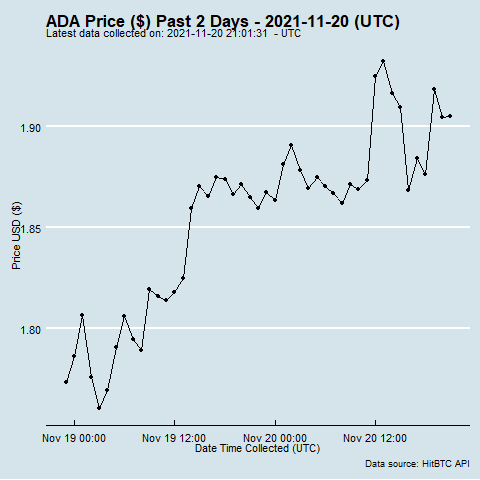 ADA Price ($) Past 2 Days - 2021-11-20 (UTC)
Latest data collected on: 2021-11-20 21:01:31  - UTC
1.90
1.85
1.80
Price USD ($)
Nov 19 00:00 Nov 19 12:00 Nov 20 00:00 Nov 20 12:00
Date Time Collected (UTC)
Data source: HitBTC API